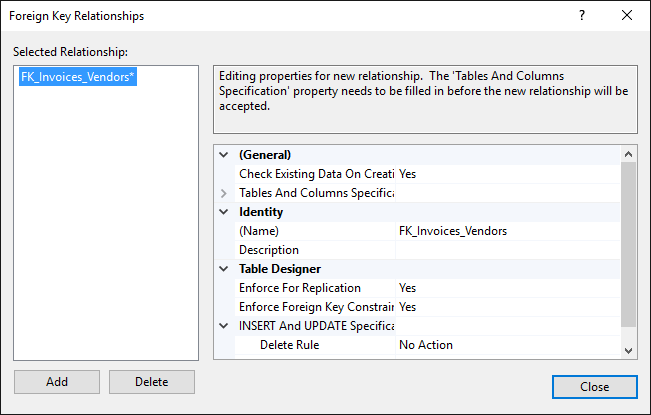 Foreign Key Relationships
Selected Relationship:
FK_Invoices_Vendors*
Editing properties for new relationship.  The 'Tables And Columns
Specification' property needs to be filled in before the new relationship will be
accepted.
(General)
Check Existing Data On Creati Yes
Tables And Columns Specifica
Identity
(Name) FK_Invoices_Vendors
Description
Table Designer
Enforce For Replication Yes
Enforce Foreign Key Constrain Yes
INSERT And UPDATE Specifica
Delete Rule No Action
Add Delete
Close